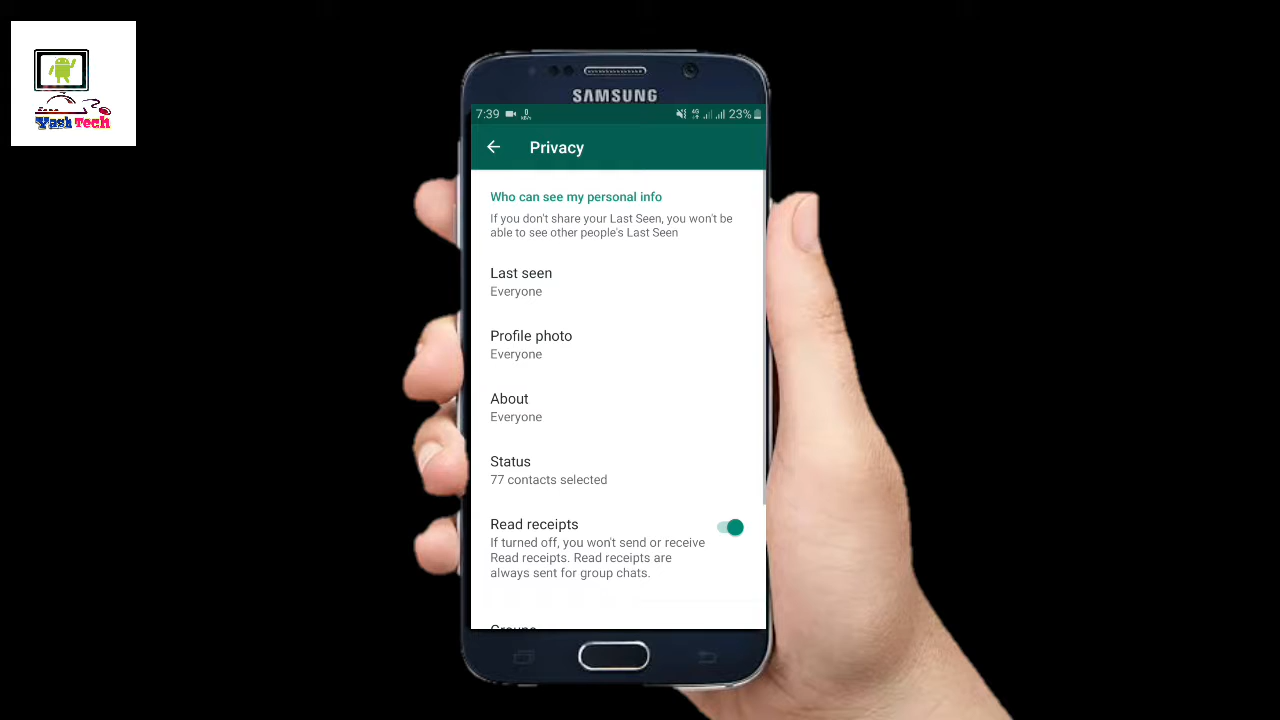 Yash Tech
SAMSUNG
7:39
0
KB/s
4G
23%
Privacy
Who can see my personal info
If you don't share your Last Seen, you won't be
able to see other people's Last Seen
Last seen
Everyone
Profile photo
Everyone
About
Everyone
Status
77 contacts selected
Read receipts
If turned off, you won't send or receive
Read receipts. Read receipts are
always sent for group chats.
Groups